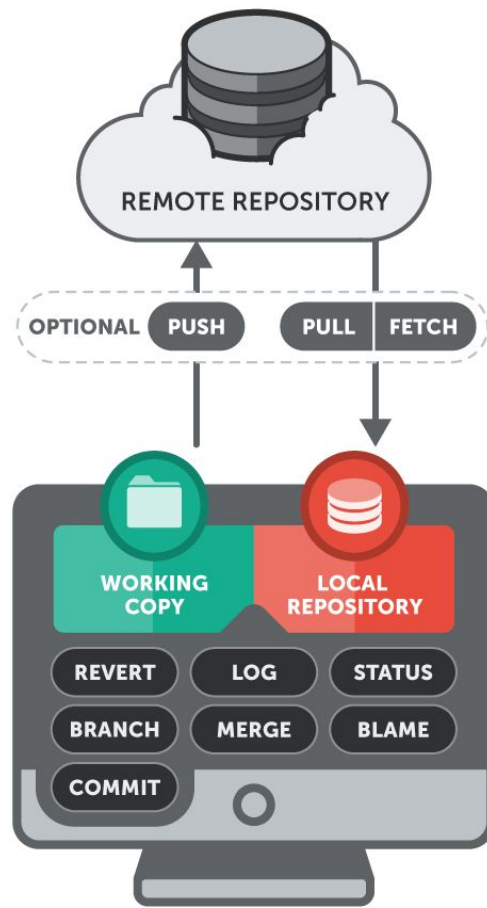 REMOTE REPOSITORY
OPTIONAL PUSH PULL FETCH
WORKING
COPY
LOCAL
REPOSITORY
REVERT LOG STATUS
BRANCH MERGE BLAME
COMMIT